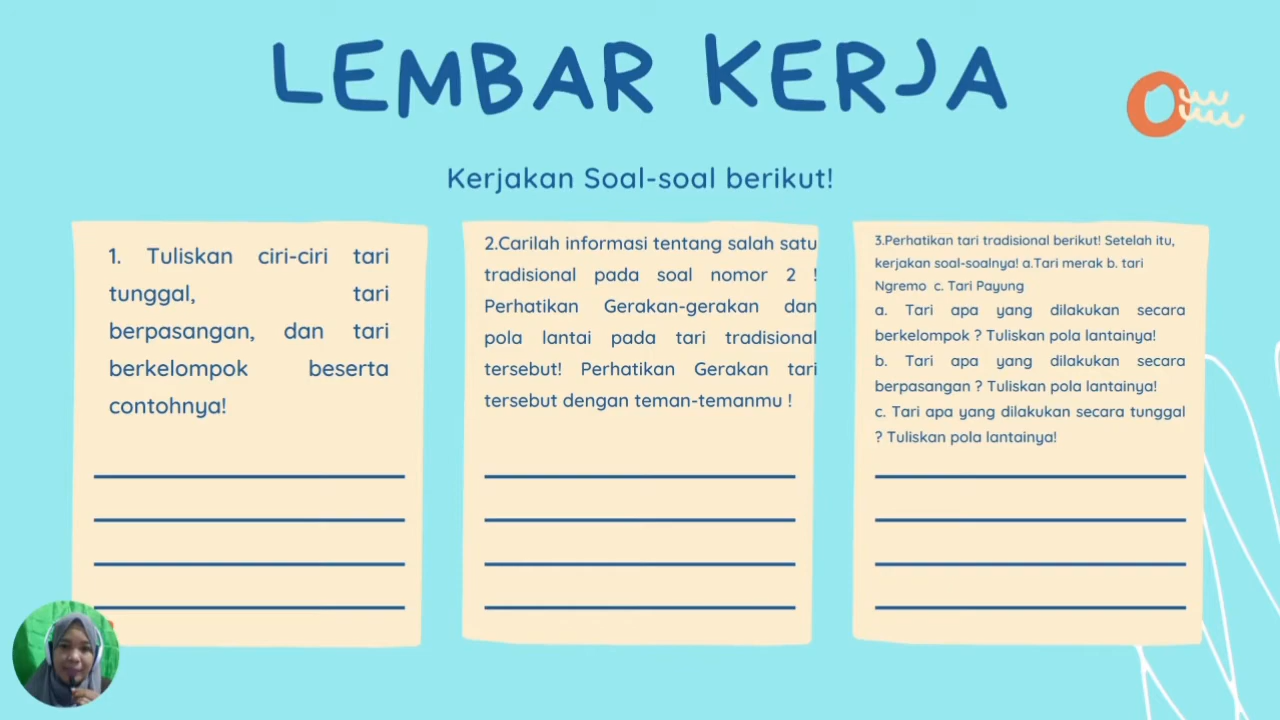 LEMBAR KERJA
Kerjakan Soal-soal berikut!
1. Tuliskan ciri-ciri tari
tunggal, tari
berpasangan, dan tari
berkelompok beserta
contohnya!
2.Carilah informasi tentang salah satu
tradisional pada soal nomor 2 !
Perhatikan Gerakan-gerakan dan
pola lantai pada tari tradisional
tersebut! Perhatikan Gerakan tari
tersebut dengan teman-temanmu !
3.Perhatikan tari tradisional berikut! Setelah itu,
kerjakan soal-soalnya! a.Tari merak b. tari
Ngremo c. Tari Payung
a. Tari apa yang dilakukan secara
berkelompok ? Tuliskan pola lantainya!
b. Tari apa yang dilakukan secara
berpasangan ? Tuliskan pola lantainya!
c. Tari apa yang dilakukan secara tunggal
? Tuliskan pola lantainya!